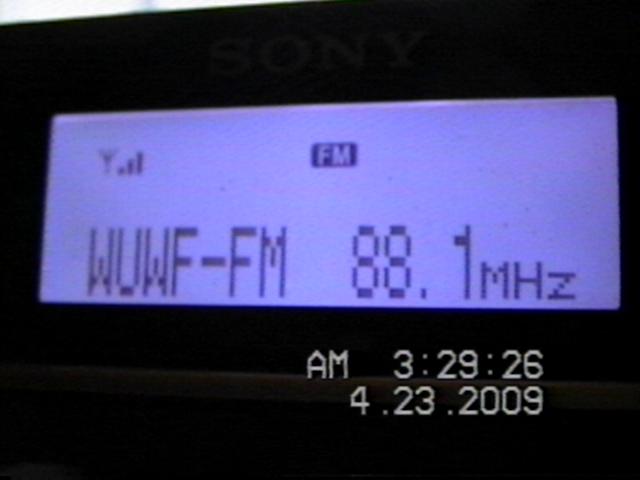 SONY
FM
WUWF-FM 88.1MHz
AM 3:29:26
4.23.2009